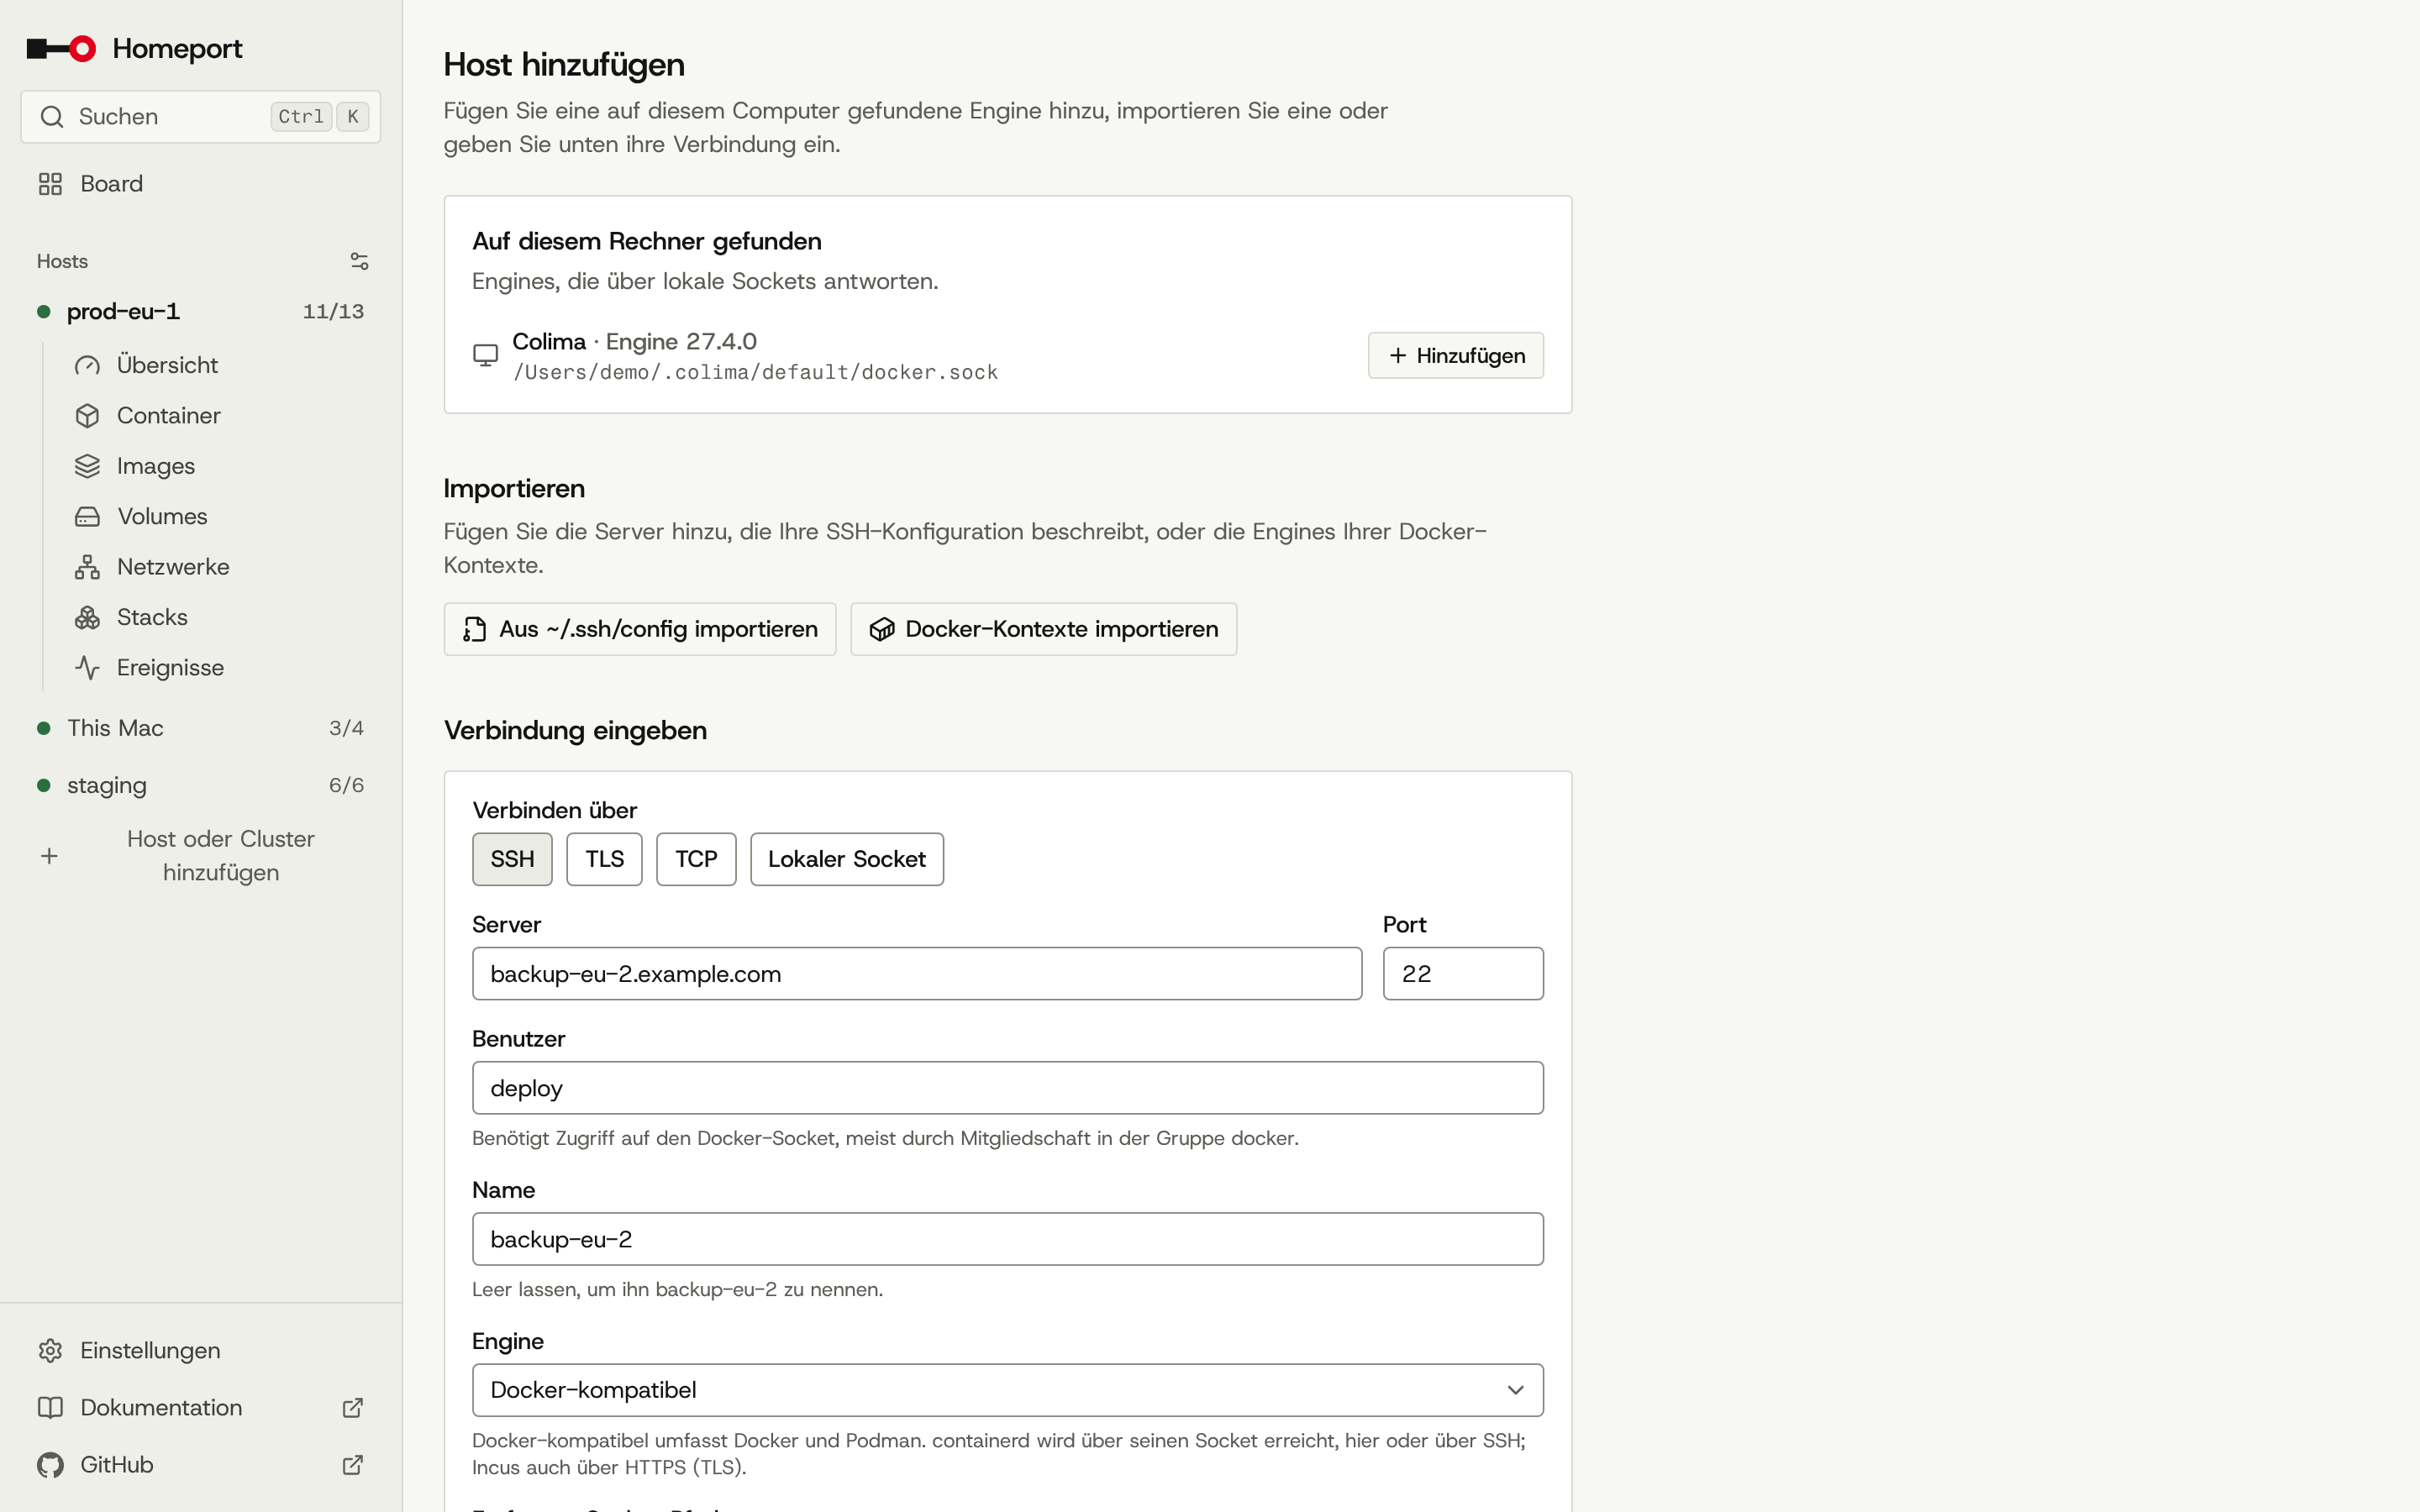 Homeport
Suchen
Ctrl K
Board
Hosts
prod-eu-1 11/13
Übersicht
Container
Images
Volumes
Netzwerke
Stacks
Ereignisse
This Mac 3/4
staging 6/6
Host oder Cluster
hinzufügen
Einstellungen
Dokumentation
GitHub
Host hinzufügen
Fügen Sie eine auf diesem Computer gefundene Engine hinzu, importieren Sie eine oder
geben Sie unten ihre Verbindung ein.
Auf diesem Rechner gefunden
Engines, die über lokale Sockets antworten.
Colima · Engine 27.4.0
/Users/demo/.colima/default/docker.sock
Hinzufügen
Importieren
Fügen Sie die Server hinzu, die Ihre SSH-Konfiguration beschreibt, oder die Engines Ihrer Docker-
Kontexte.
Aus ~/.ssh/config importieren
Docker-Kontexte importieren
Verbindung eingeben
Verbinden über
SSH TLS TCP Lokaler Socket
Server Port
backup-eu-2.example.com 22
Benutzer
deploy
Benötigt Zugriff auf den Docker-Socket, meist durch Mitgliedschaft in der Gruppe docker.
Name
backup-eu-2
Leer lassen, um ihn backup-eu-2 zu nennen.
Engine
Docker-kompatibel
Docker-kompatibel umfasst Docker und Podman. containerd wird über seinen Socket erreicht, hier oder über SSH;
Incus auch über HTTPS (TLS).